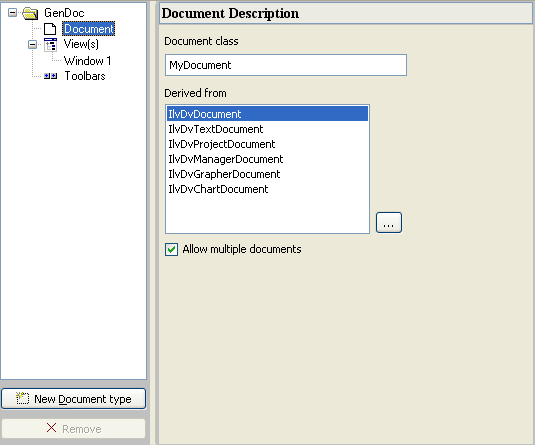 GenDoc
Document
View(s)
Window 1
Toolbars
New Document type
Remove
Document Description
Document class
MyDocument
Derived from
IlvDvDocument
IlvDvTextDocument
IlvDvProjectDocument
IlvDvManagerDocument
IlvDvGrapherDocument
IlvDvChartDocument
...
Allow multiple documents